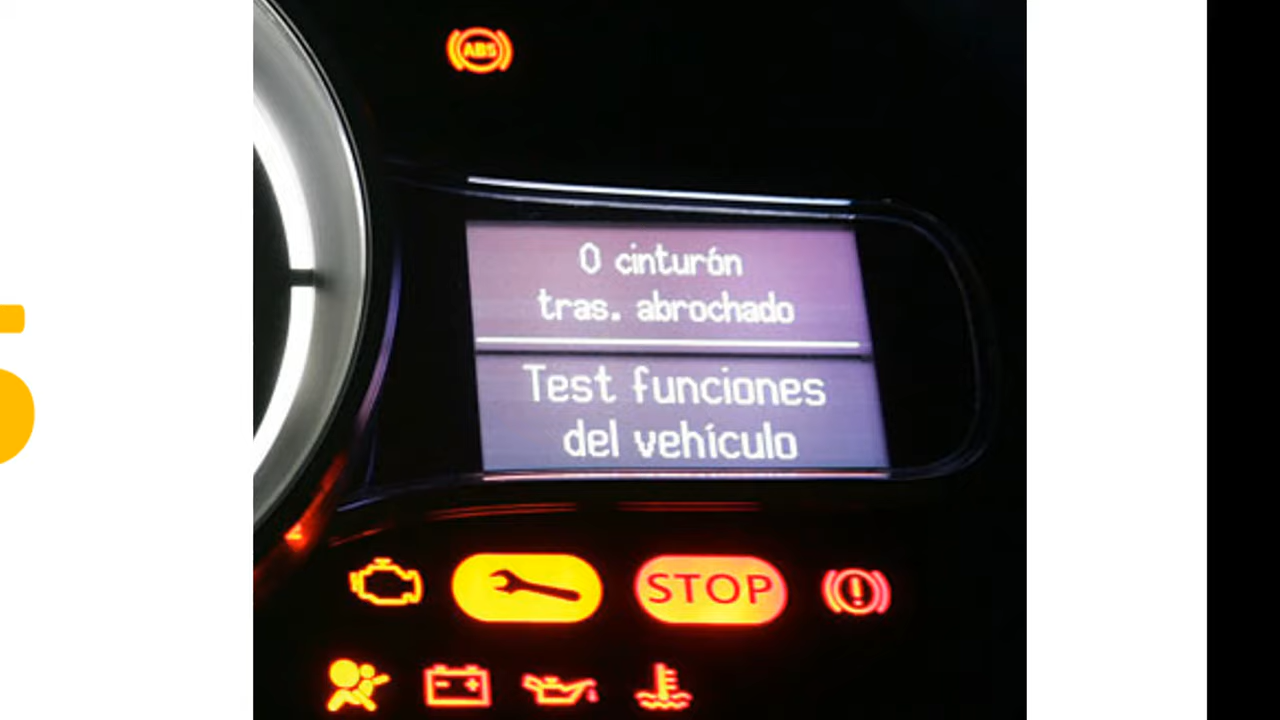 ABS
0 cinturón
tras. abrochado
Test funciones
del vehículo
STOP